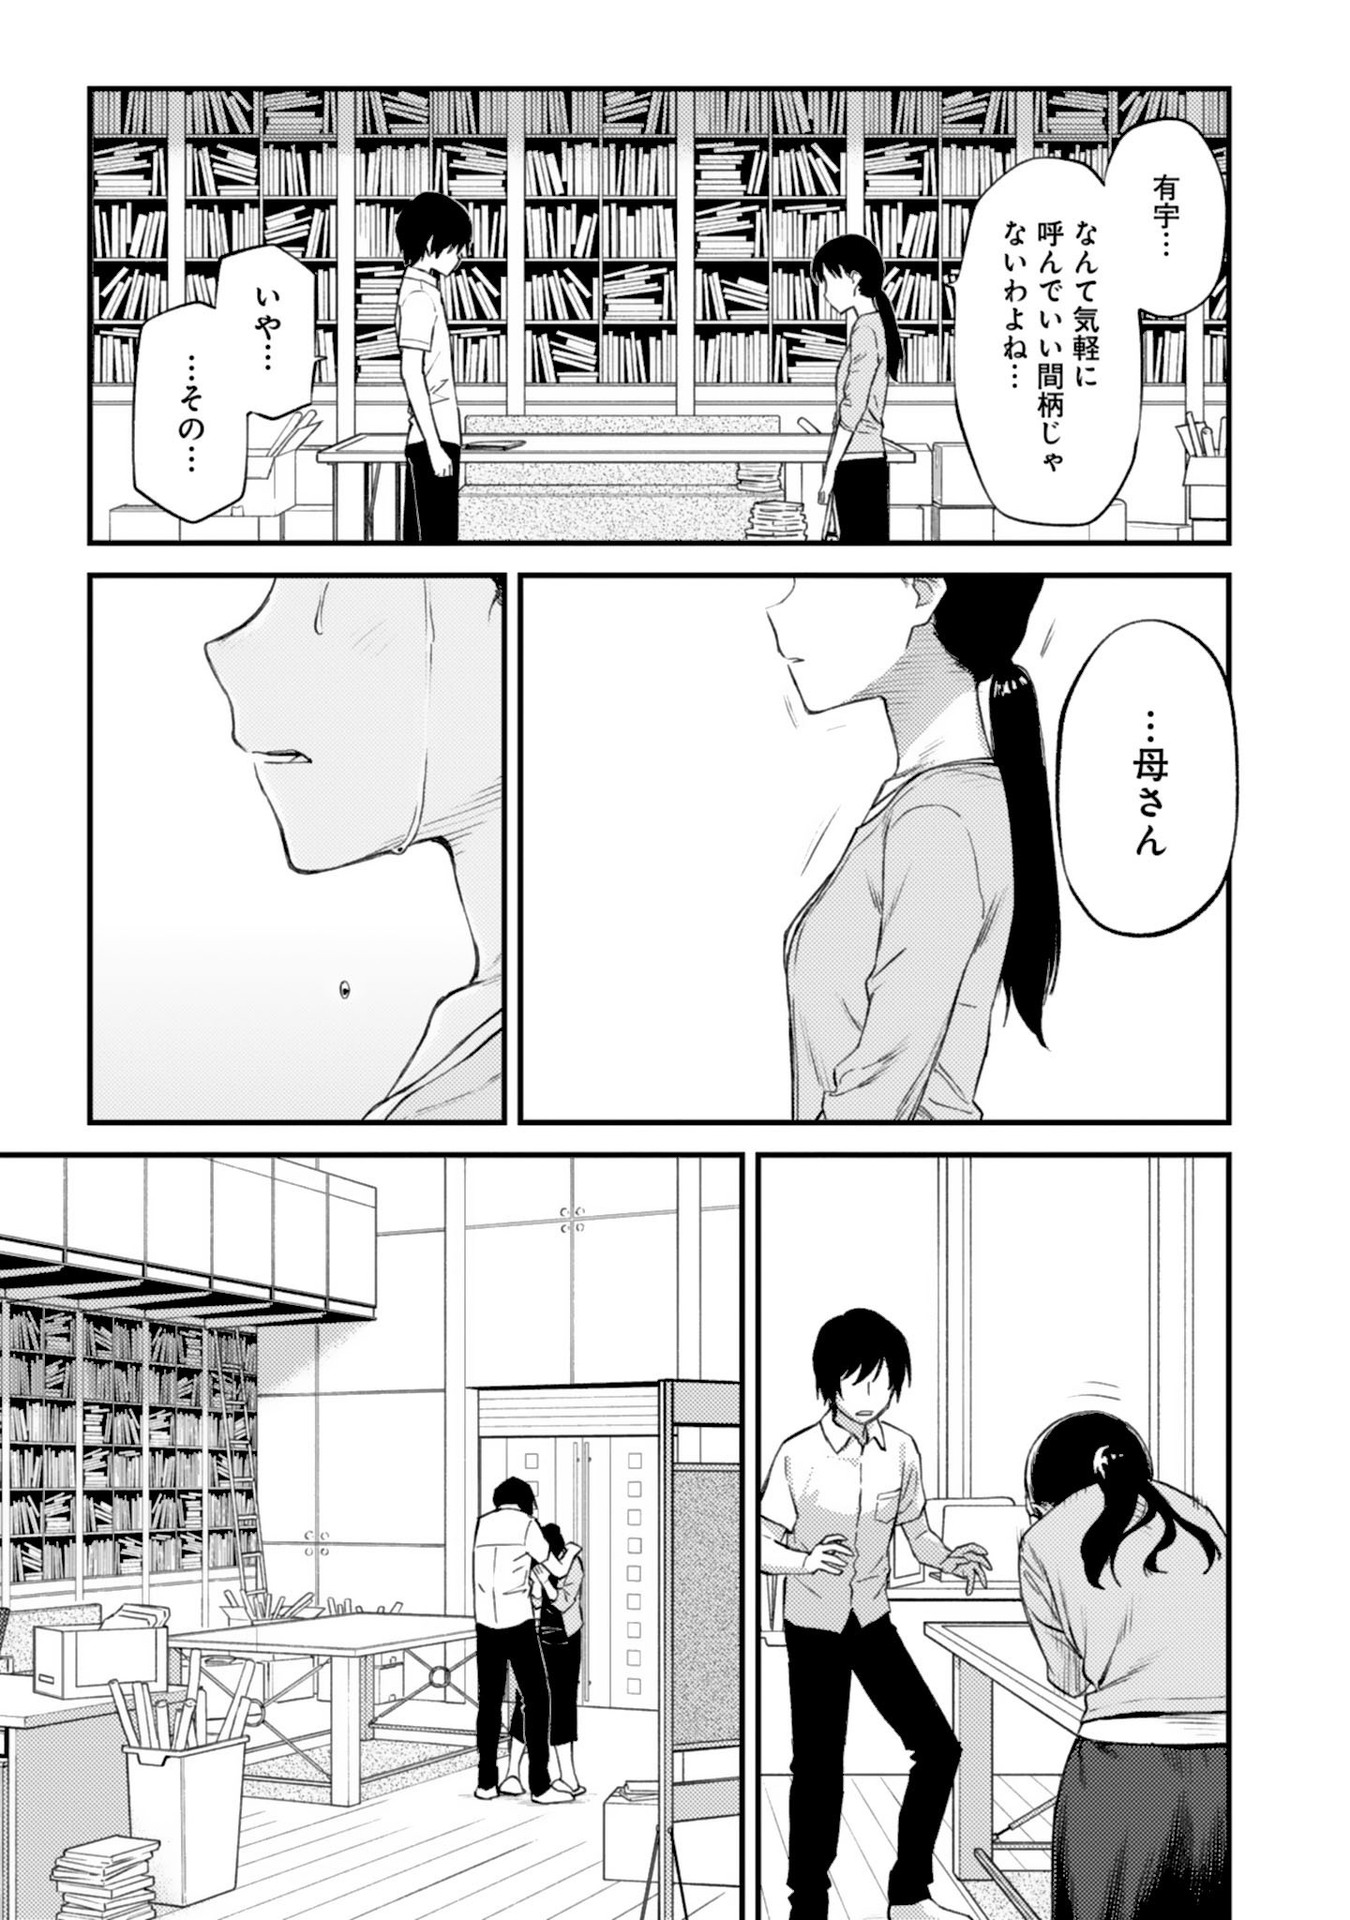 有宇…
なんて気軽に
呼んでいい間柄じゃ
ないわよね…
いや…
…その…
…母さん